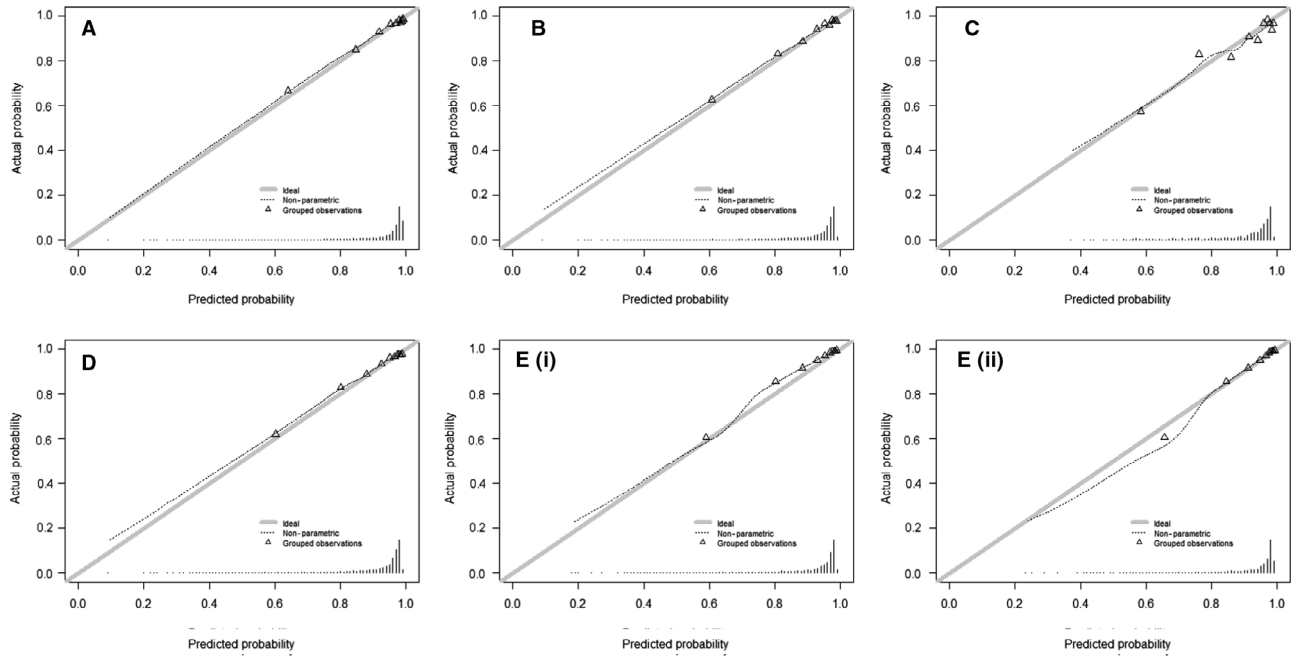 A
Actual probability
1.0
0.8
0.6
0.4
0.2
0.0
Ideal
Non-parametric
Grouped observations
0.0 0.2 0.4 0.6 0.8 1.0
Predicted probability
B
Actual probability
1.0
0.8
0.6
0.4
0.2
0.0
Ideal
Non-parametric
Grouped observations
0.0 0.2 0.4 0.6 0.8 1.0
Predicted probability
C
Actual probability
1.0
0.8
0.6
0.4
0.2
0.0
Ideal
Non-parametric
Grouped observations
0.0 0.2 0.4 0.6 0.8 1.0
Predicted probability
D
Actual probability
1.0
0.8
0.6
0.4
0.2
0.0
Ideal
Non-parametric
Grouped observations
0.0 0.2 0.4 0.6 0.8 1.0
Predicted probability
E (i)
Actual probability
1.0
0.8
0.6
0.4
0.2
0.0
Ideal
Non-parametric
Grouped observations
0.0 0.2 0.4 0.6 0.8 1.0
Predicted probability
E (ii)
Actual probability
1.0
0.8
0.6
0.4
0.2
0.0
Ideal
Non-parametric
Grouped observations
0.0 0.2 0.4 0.6 0.8 1.0
Predicted probability